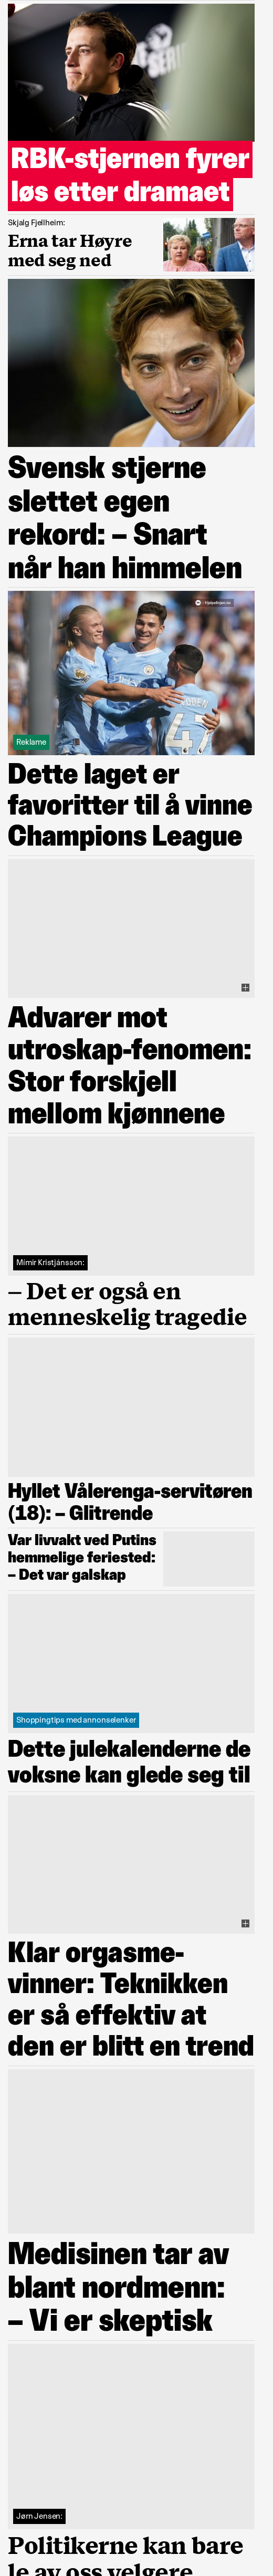 RBK-stjernen fyrer
løs etter dramaet
Skjalg Fjellheim:
Erna tar Høyre
med seg ned
Svensk stjerne
slettet egen
rekord: – Snart
når han himmelen
47
Reklame
Dette laget er
favoritter til å vinne
Champions League
Advarer mot
utroskap-fenomen:
Stor forskjell
mellom kjønnene
Mímir Kristjánsson:
– Det er også en
menneskelig tragedie
Hyllet Vålerenga-servitøren
(18): – Glitrende
Var livvakt ved Putins
hemmelige feriested:
– Det var galskap
Shoppingtips med annonselenker
Dette julekalenderne de
voksne kan glede seg til
Klar orgasme-
vinner: Teknikken
er så effektiv at
den er blitt en trend
Medisinen tar av
blant nordmenn:
– Vi er skeptisk
Jørn Jensen:
Politikerne kan bare
le av oss velgere